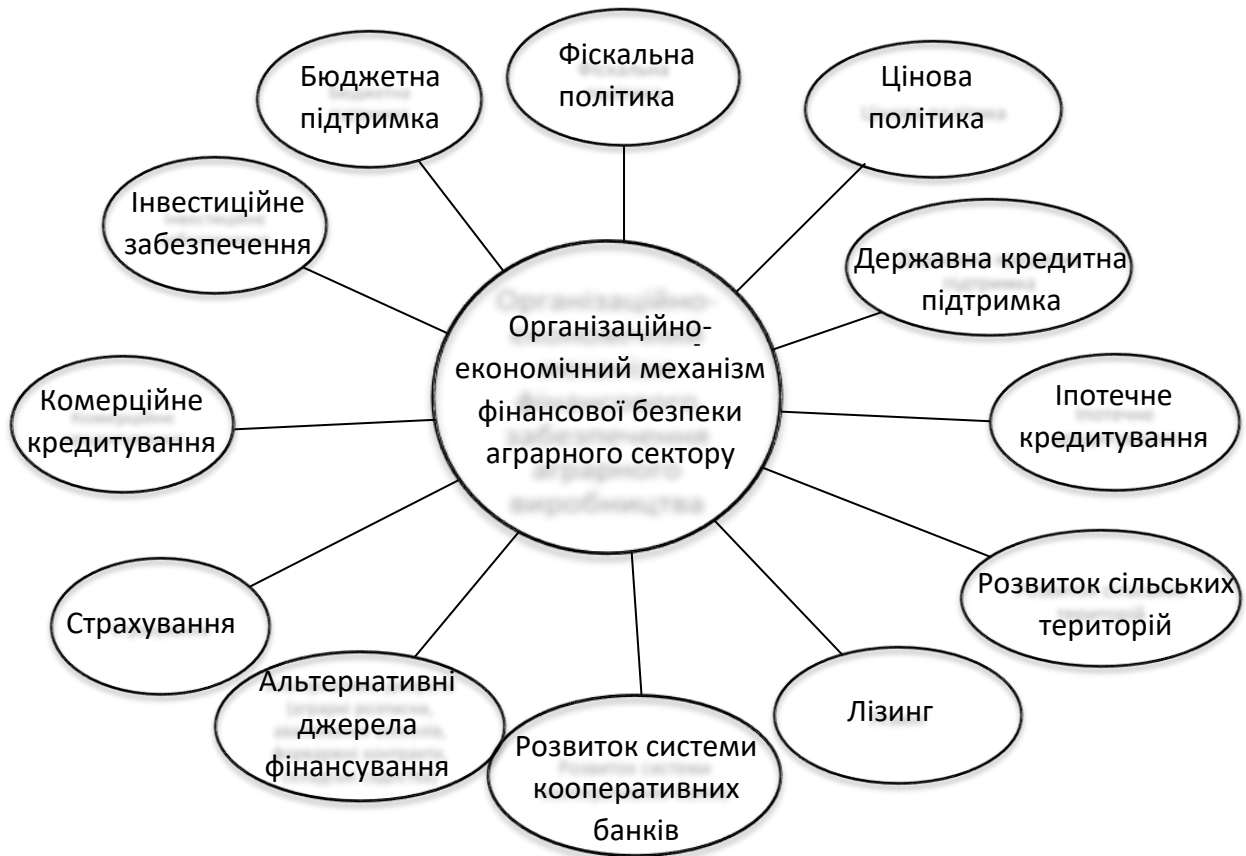 Фіскальна
політика
Бюджетна
підтримка
Цінова
політика
Інвестиційне
забезпечення
Державна кредитна
підтримка
Організаційно-
економічний механізм
фінансової безпеки
аграрного сектору
Комерційне
кредитування
Іпотечне
кредитування
Страхування
Розвиток сільських
територій
Альтернативні
джерела
фінансування
Лізинг
Розвиток системи
кооперативних
банків